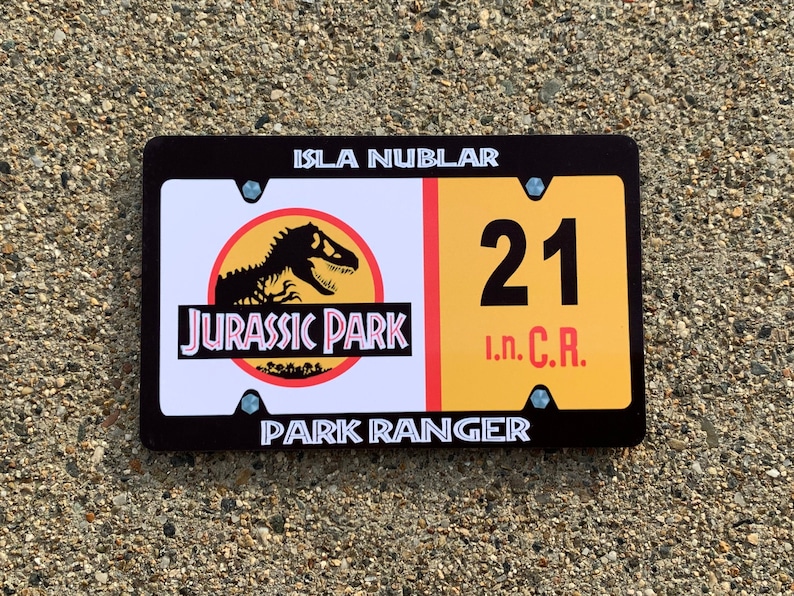 ISLA NUBLAR
JURASSIC PARK
21
I.n. C.R.
PARK RANGER